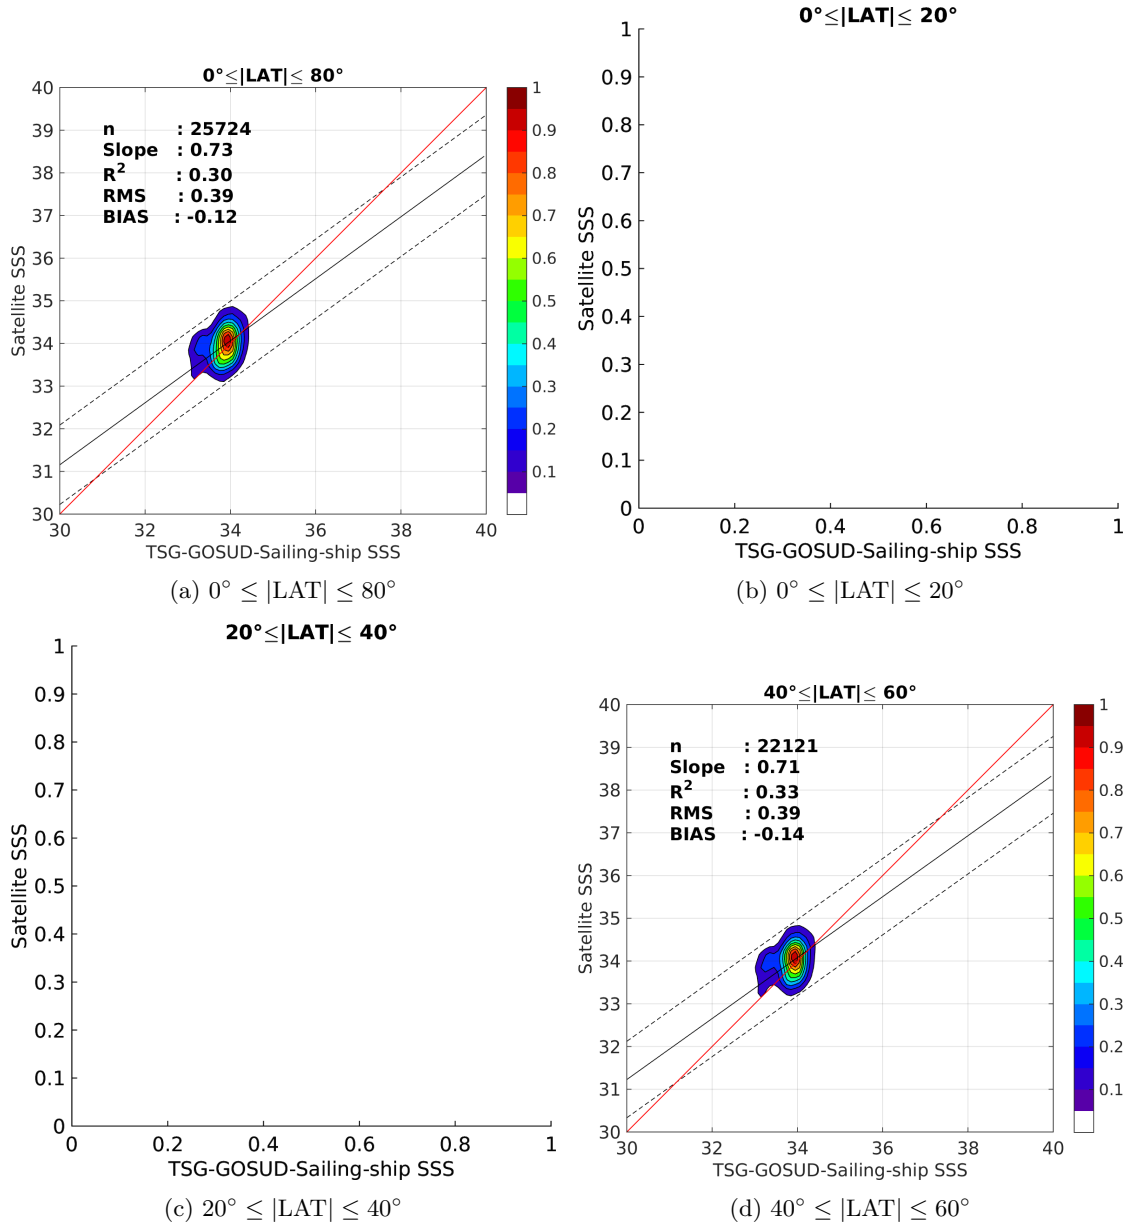 0°≤|LAT|≤ 80°
40
39
38
37
36
35
34
33
32
31
30
Satellite SSS
n : 25724
Slope : 0.73
R² : 0.30
RMS : 0.39
BIAS : -0.12
30 32 34 36 38 40
TSG-GOSUD-Sailing-ship SSS
1
0.9
0.8
0.7
0.6
0.5
0.4
0.3
0.2
0.1
(a) 0° ≤ |LAT| ≤ 80°
0°≤|LAT|≤ 20°
1
0.9
0.8
0.7
0.6
0.5
0.4
0.3
0.2
0.1
0
Satellite SSS
0 0.2 0.4 0.6 0.8 1
TSG-GOSUD-Sailing-ship SSS
(b) 0° ≤ |LAT| ≤ 20°
20°≤|LAT|≤ 40°
1
0.9
0.8
0.7
0.6
0.5
0.4
0.3
0.2
0.1
0
Satellite SSS
0 0.2 0.4 0.6 0.8 1
TSG-GOSUD-Sailing-ship SSS
(c) 20° ≤ |LAT| ≤ 40°
40°≤|LAT|≤ 60°
40
39
38
37
36
35
34
33
32
31
30
Satellite SSS
n : 22121
Slope : 0.71
R² : 0.33
RMS : 0.39
BIAS : -0.14
30 32 34 36 38 40
TSG-GOSUD-Sailing-ship SSS
1
0.9
0.8
0.7
0.6
0.5
0.4
0.3
0.2
0.1
(d) 40° ≤ |LAT| ≤ 60°